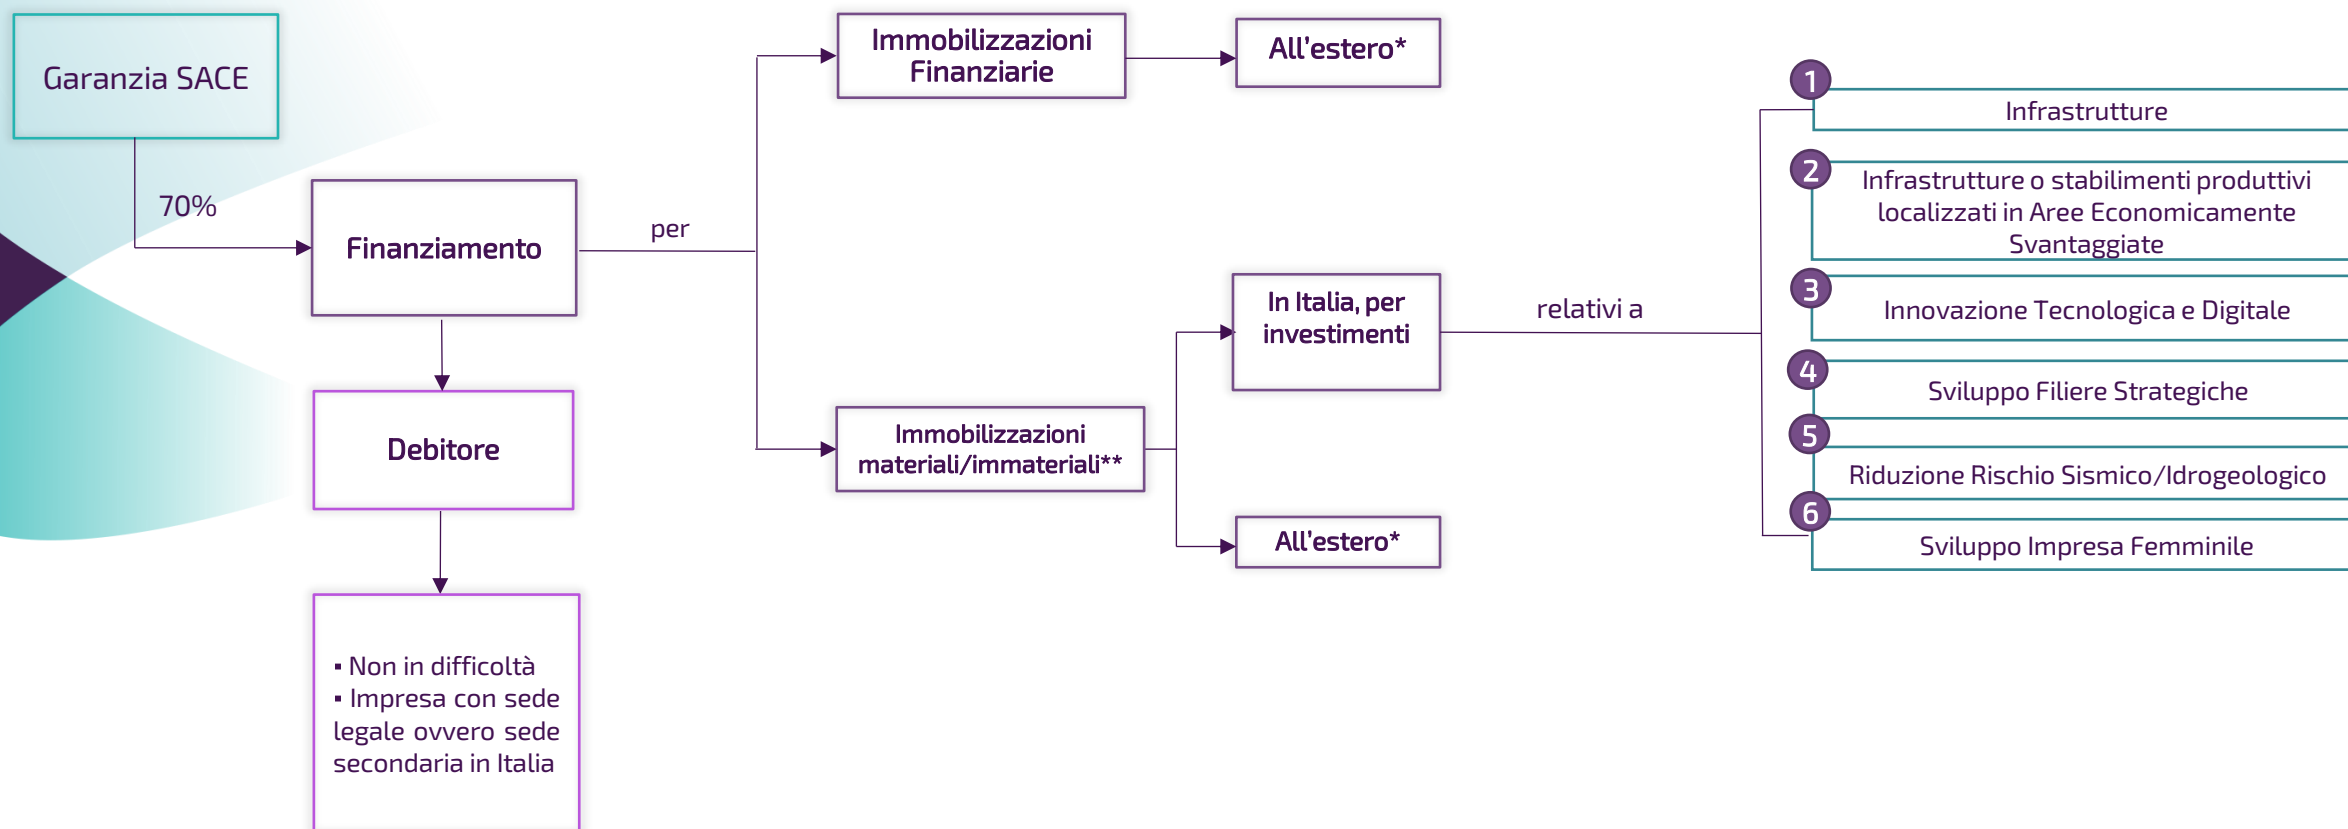 Garanzia SACE
70%
Finanziamento
Debitore
▪ Non in difficoltà
▪ Impresa con sede
legale ovvero sede
secondaria in Italia
per
Immobilizzazioni
Finanziarie
All'estero*
Immobilizzazioni
materiali/immateriali**
In Italia, per
investimenti
All'estero*
relativi a
1
Infrastrutture
2
Infrastrutture o stabilimenti produttivi
localizzati in Aree Economicamente
Svantaggiate
3
Innovazione Tecnologica e Digitale
4
Sviluppo Filiere Strategiche
5
Riduzione Rischio Sismico/Idrogeologico
6
Sviluppo Impresa Femminile